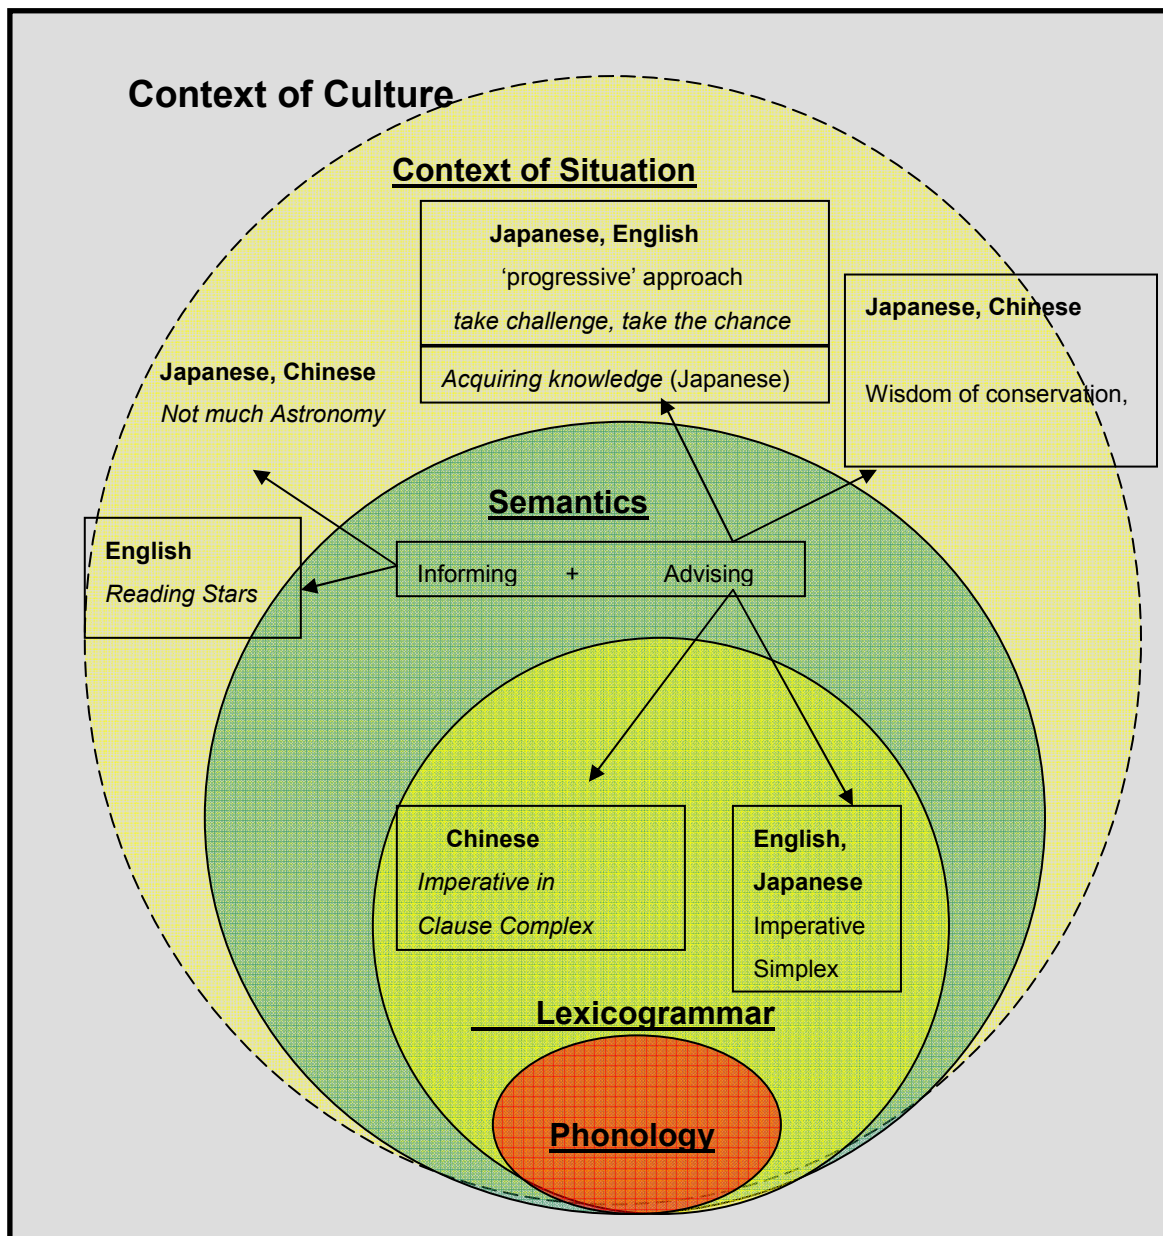 Context of Culture
Context of Situation
Japanese, English
‘progressive’ approach
take challenge, take the chance
Acquiring knowledge (Japanese)
Japanese, Chinese
Wisdom of conservation,
Japanese, Chinese
Not much Astronomy
Semantics
English
Reading Stars
Informing + Advising
Chinese
Imperative in
Clause Complex
English,
Japanese
Imperative
Simplex
Lexicogrammar
Phonology